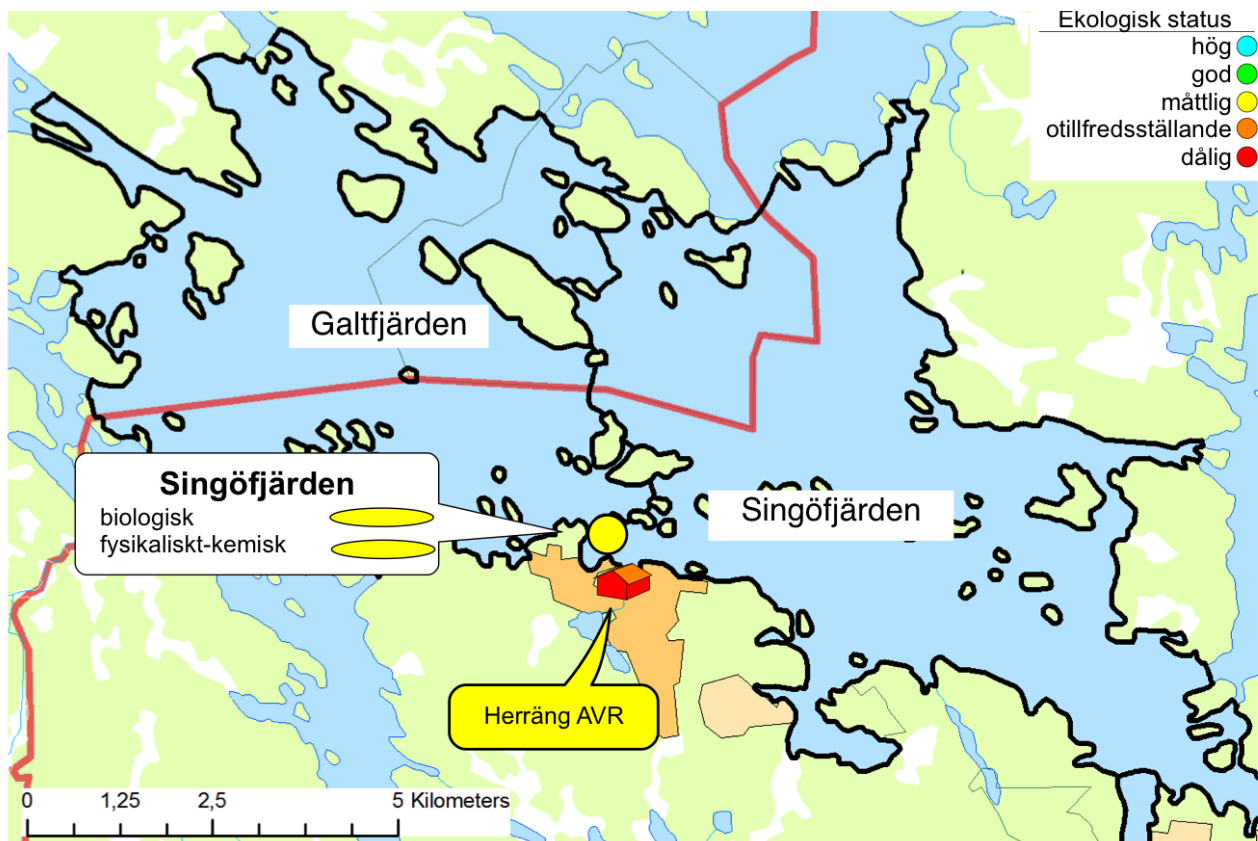 Ekologisk status
hög
god
måttlig
otillfredsställande
dålig
Galtfjärden
Singöfjärden
biologisk
fysikaliskt-kemisk
Singöfjärden
Herräng AVR
0 1,25 2,5 5 Kilometers